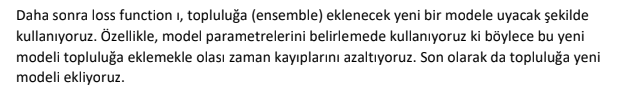 Daha sonra loss function ı, topluluğa (ensemble) eklenecek yeni bir modele uyacak şekilde
kullanıyoruz. Özellikle, model parametrelerini belirlemede kullanıyoruz ki böylece bu yeni
modeli topluluğa eklemekle olası zaman kayıplarını azaltıyoruz. Son olarak da topluluğa yeni
modeli ekliyoruz.